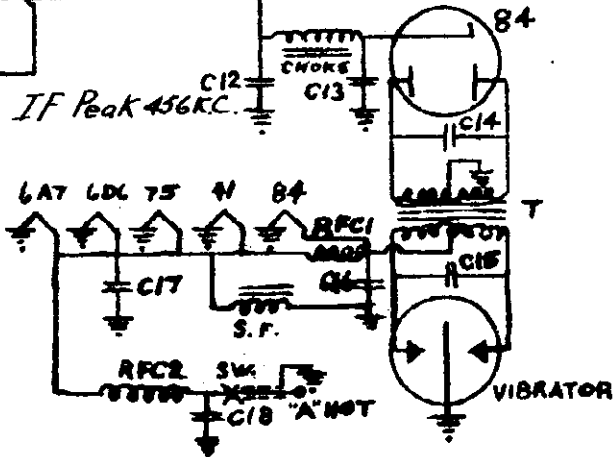 84
CHOKE
C12
C13
IF Peak 456 K.C.
C14
6A7 6D6 75 41 84
RFC1
T
C16
C15
C17
S.F.
RFC2 SW.
C18 "A" HOT
VIBRATOR